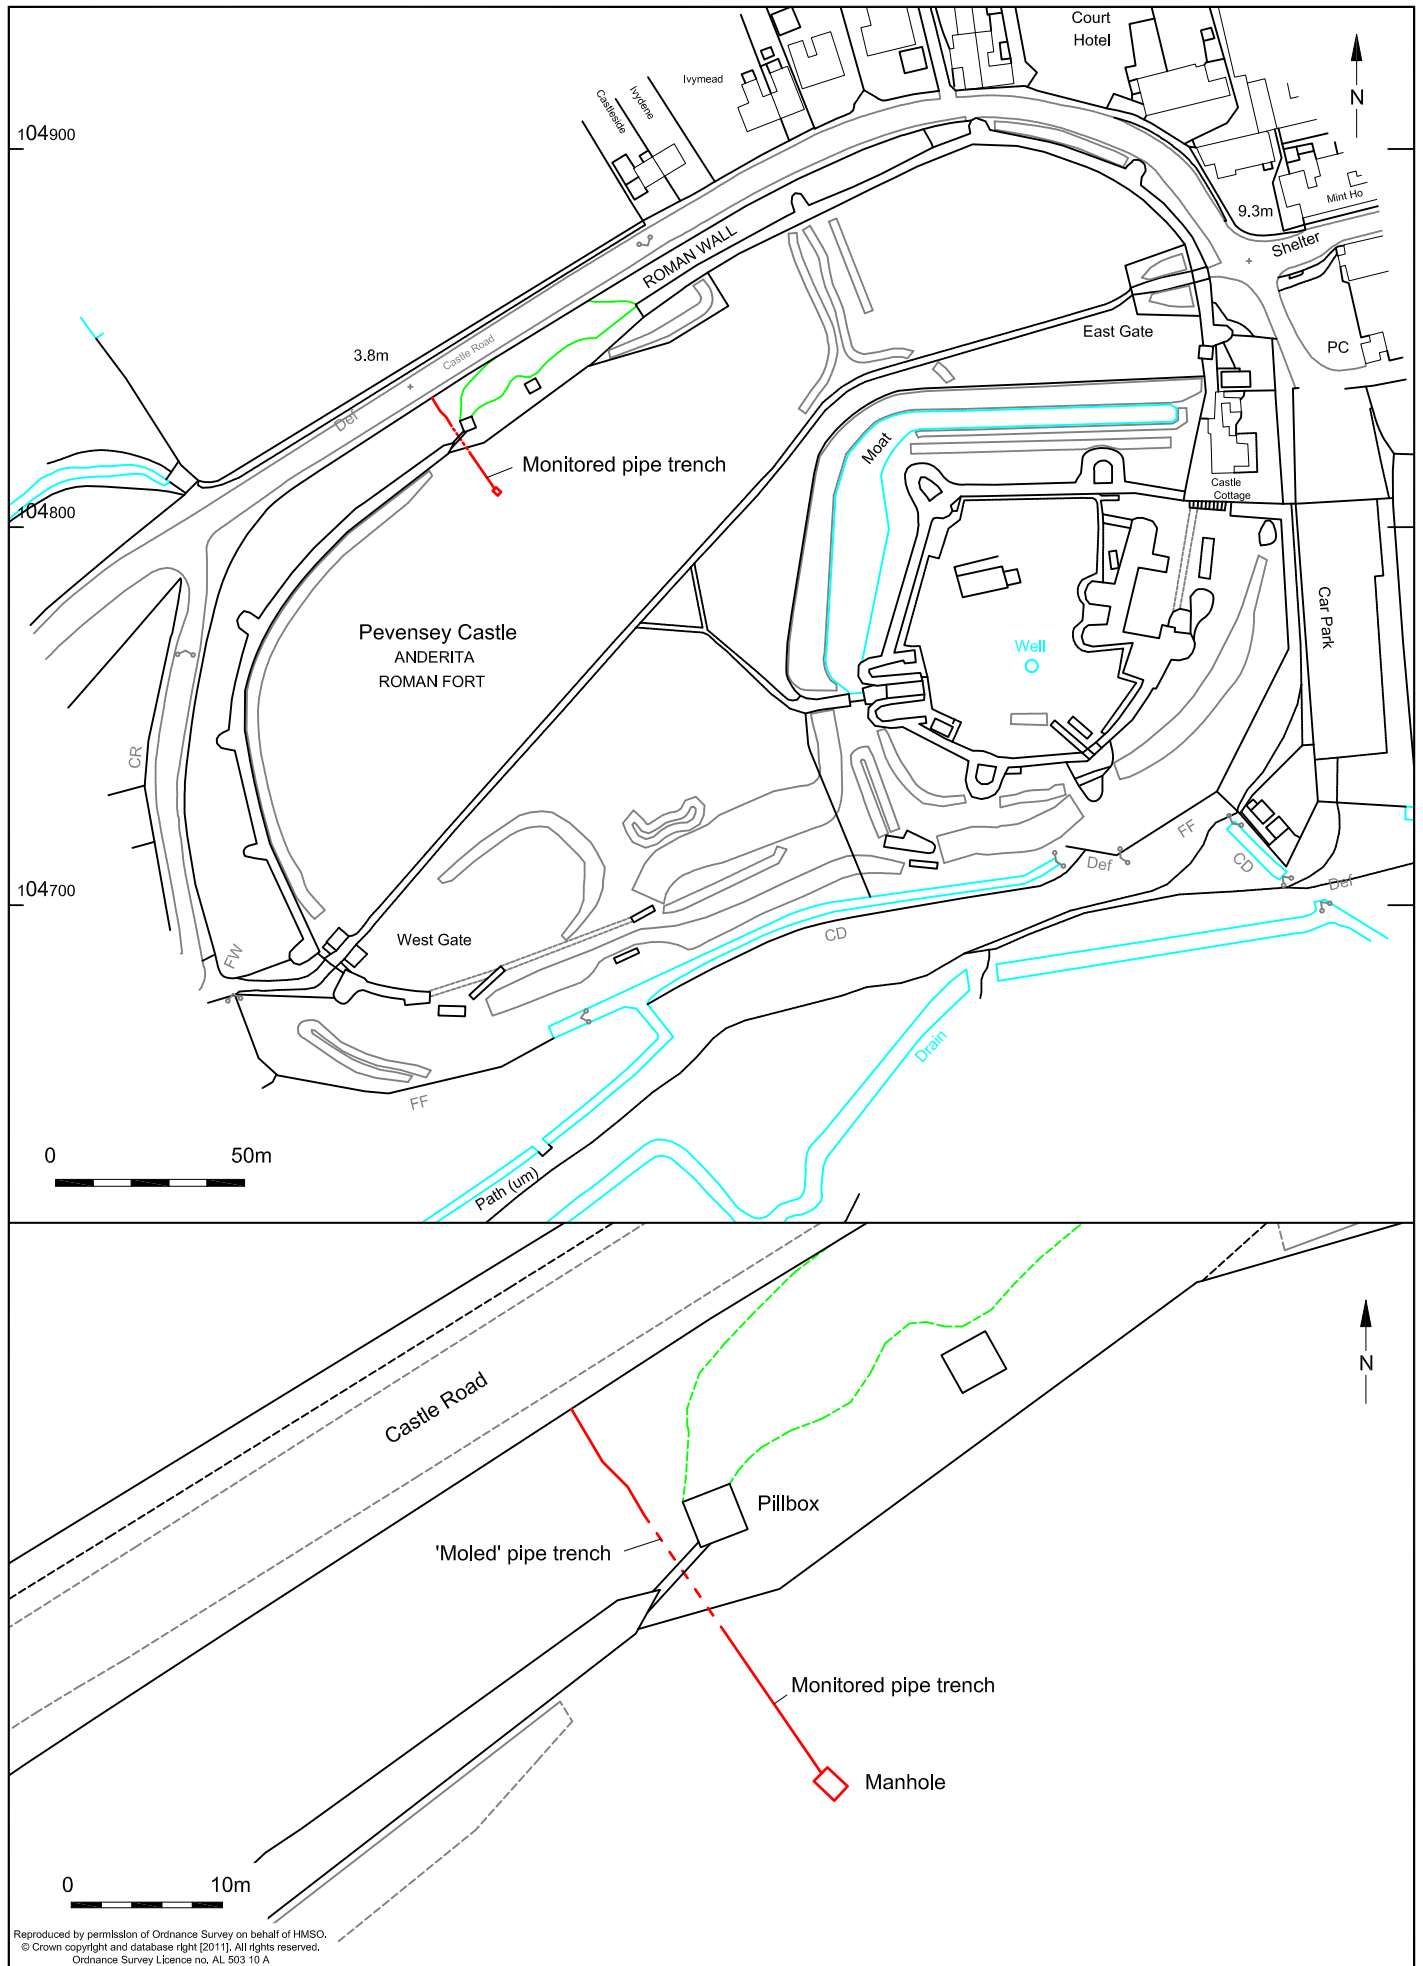 Court
Hotel
Ivymead
Ivydene
Castleside
N
104900
Mint Ho
9.3m
Shelter
ROMAN WALL
East Gate
PC
3.8m
Castle Road
Def
Moat
Monitored pipe trench
Castle
Cottage
104800
Car Park
Pevensey Castle
ANDERITA
ROMAN FORT
Well
CR
FF
Def
CD
Def
104700
West Gate
CD
FW
Drain
FF
0 50m
Path (um)
N
Castle Road
Pillbox
'Moled' pipe trench
Monitored pipe trench
Manhole
0 10m
Reproduced by permission of Ordnance Survey on behalf of HMSO.
© Crown copyright and database right [2011]. All rights reserved.
Ordnance Survey Licence no. AL 503 10 A